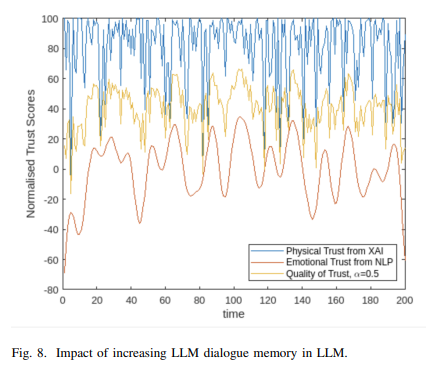 100
80
60
40
20
0
-20
-40
-60
-80
Normalised Trust Scores
0 20 40 60 80 100 120 140 160 180 200
time
Physical Trust from XAI
Emotional Trust from NLP
Quality of Trust, α=0.5
Fig. 8. Impact of increasing LLM dialogue memory in LLM.